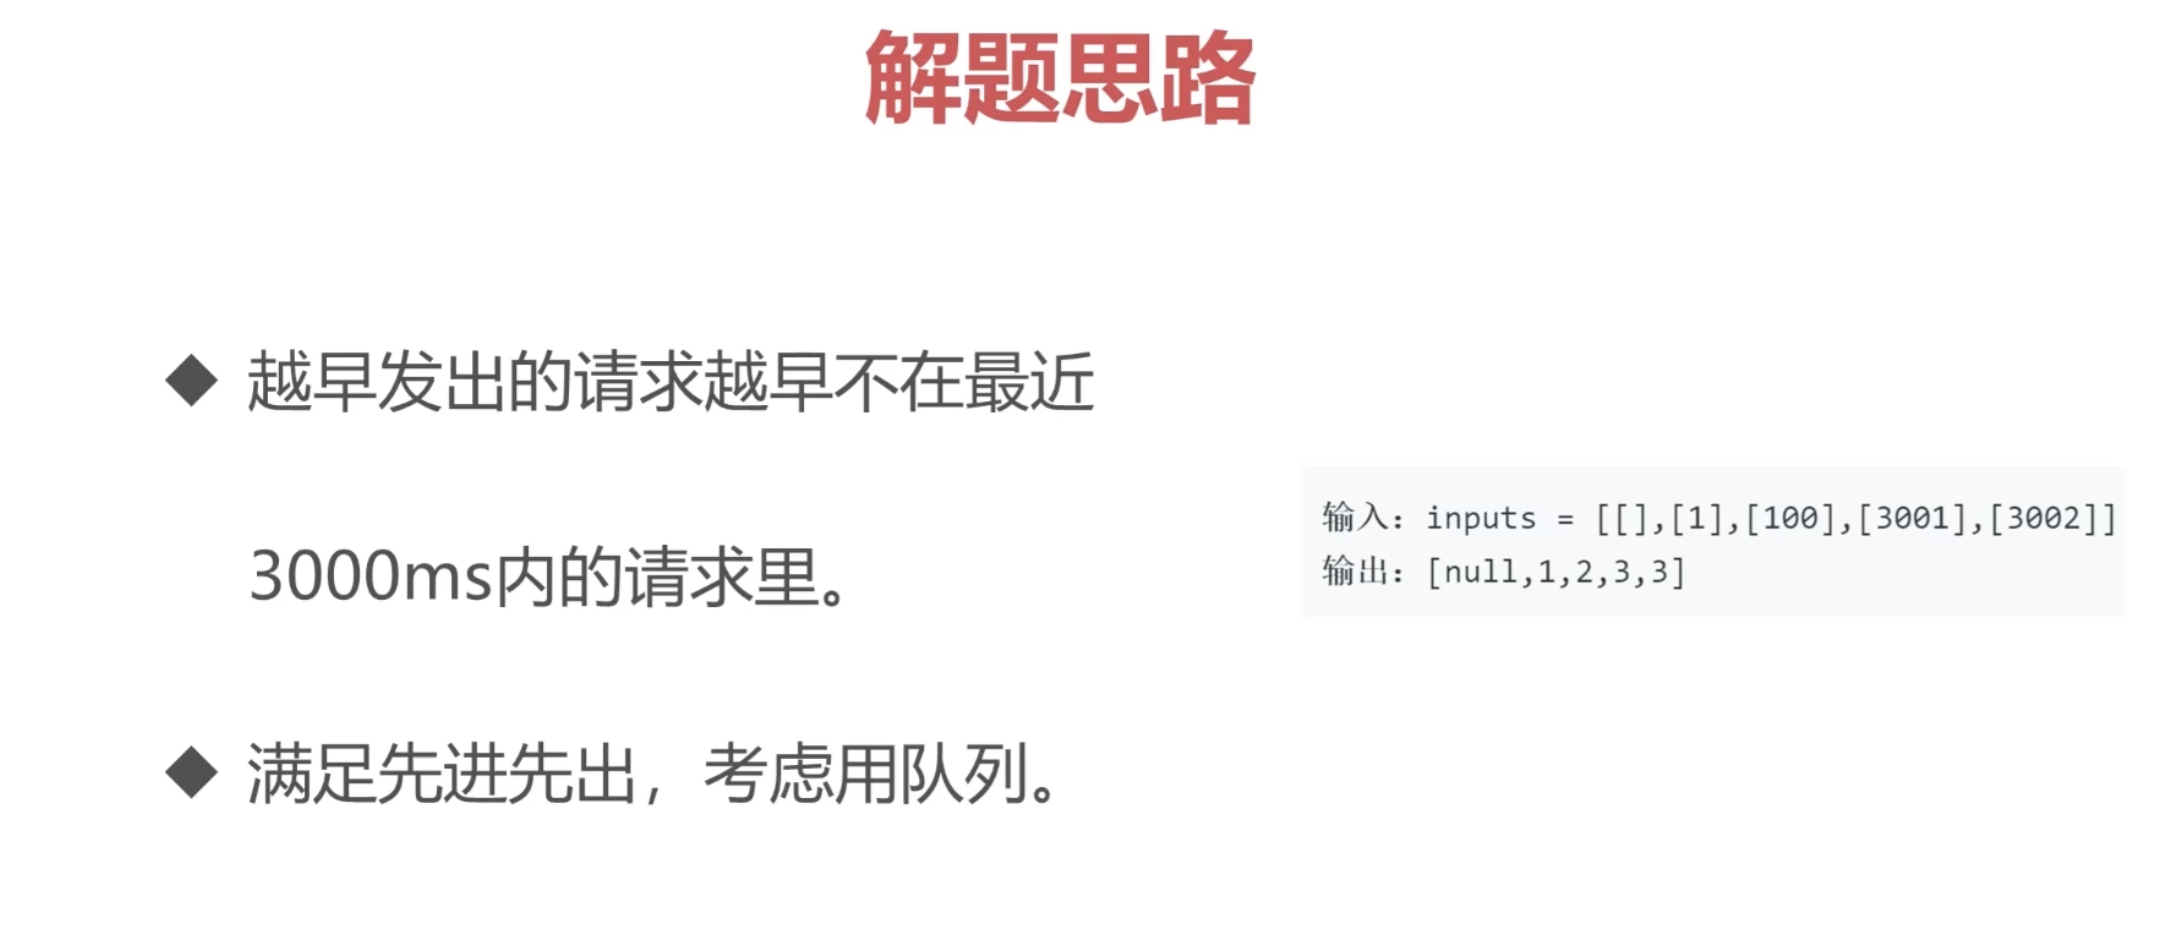 解题思路
越早发出的请求越早不在最近
3000ms内的请求里。
输入：inputs = [[],[1],[100],[3001],[3002]]
输出：[null,1,2,3,3]
满足先进先出，考虑用队列。